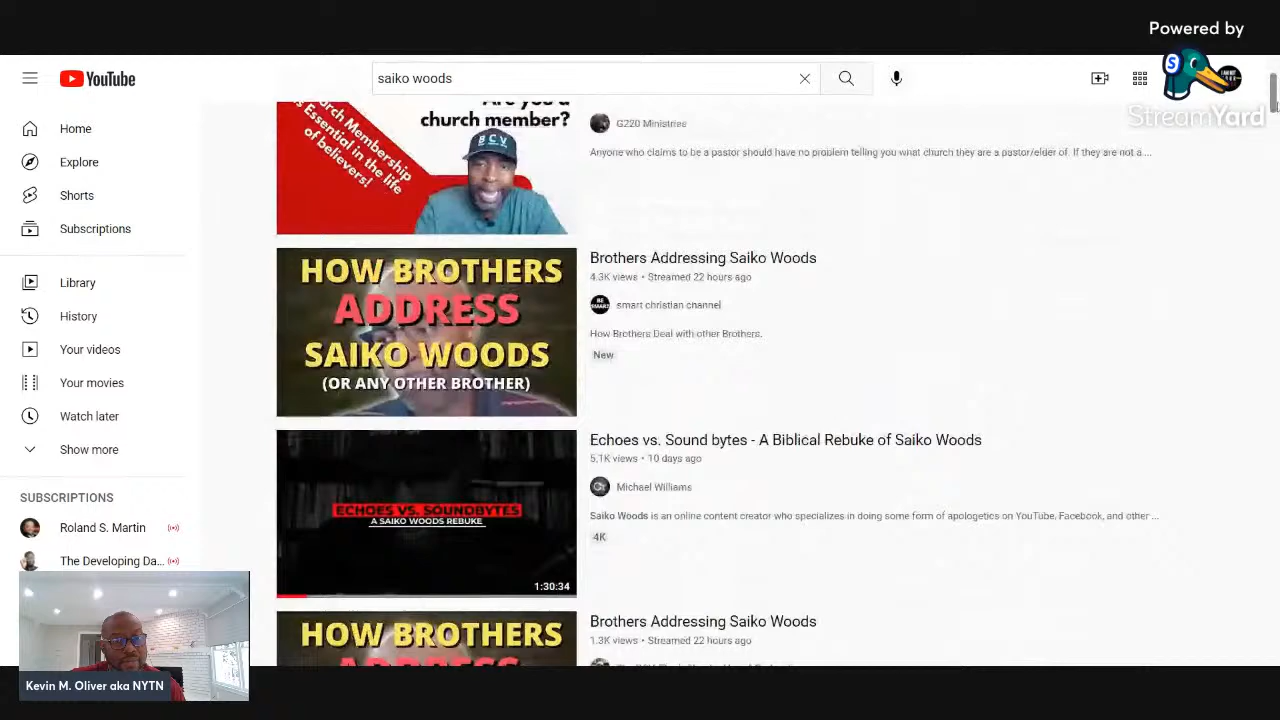 Powered by
StreamYard
YouTube
saiko woods
Home
Explore
Shorts
Subscriptions
Library
History
Your videos
Your movies
Watch later
Show more
SUBSCRIPTIONS
Roland S. Martin
The Developing Da...
Kevin M. Oliver aka NYTN
Church Membership
is Essential in the life
of believers!
Are you a
church member?
BCV
G220 Ministries
Anyone who claims to be a pastor should have no problem telling you what church they are a pastor/elder of. If they are not a ...
HOW BROTHERS
ADDRESS
SAIKO WOODS
(OR ANY OTHER BROTHER)
Brothers Addressing Saiko Woods
4.3K views • Streamed 22 hours ago
smart christian channel
How Brothers Deal with other Brothers.
New
ECHOES VS. SOUNDBYTES
A SAIKO WOODS REBUKE
1:30:34
Echoes vs. Sound bytes - A Biblical Rebuke of Saiko Woods
5.1K views • 10 days ago
Michael Williams
Saiko Woods is an online content creator who specializes in doing some form of apologetics on YouTube, Facebook, and other ...
4K
HOW BROTHERS
ADDRESS
Brothers Addressing Saiko Woods
1.3K views • Streamed 22 hours ago